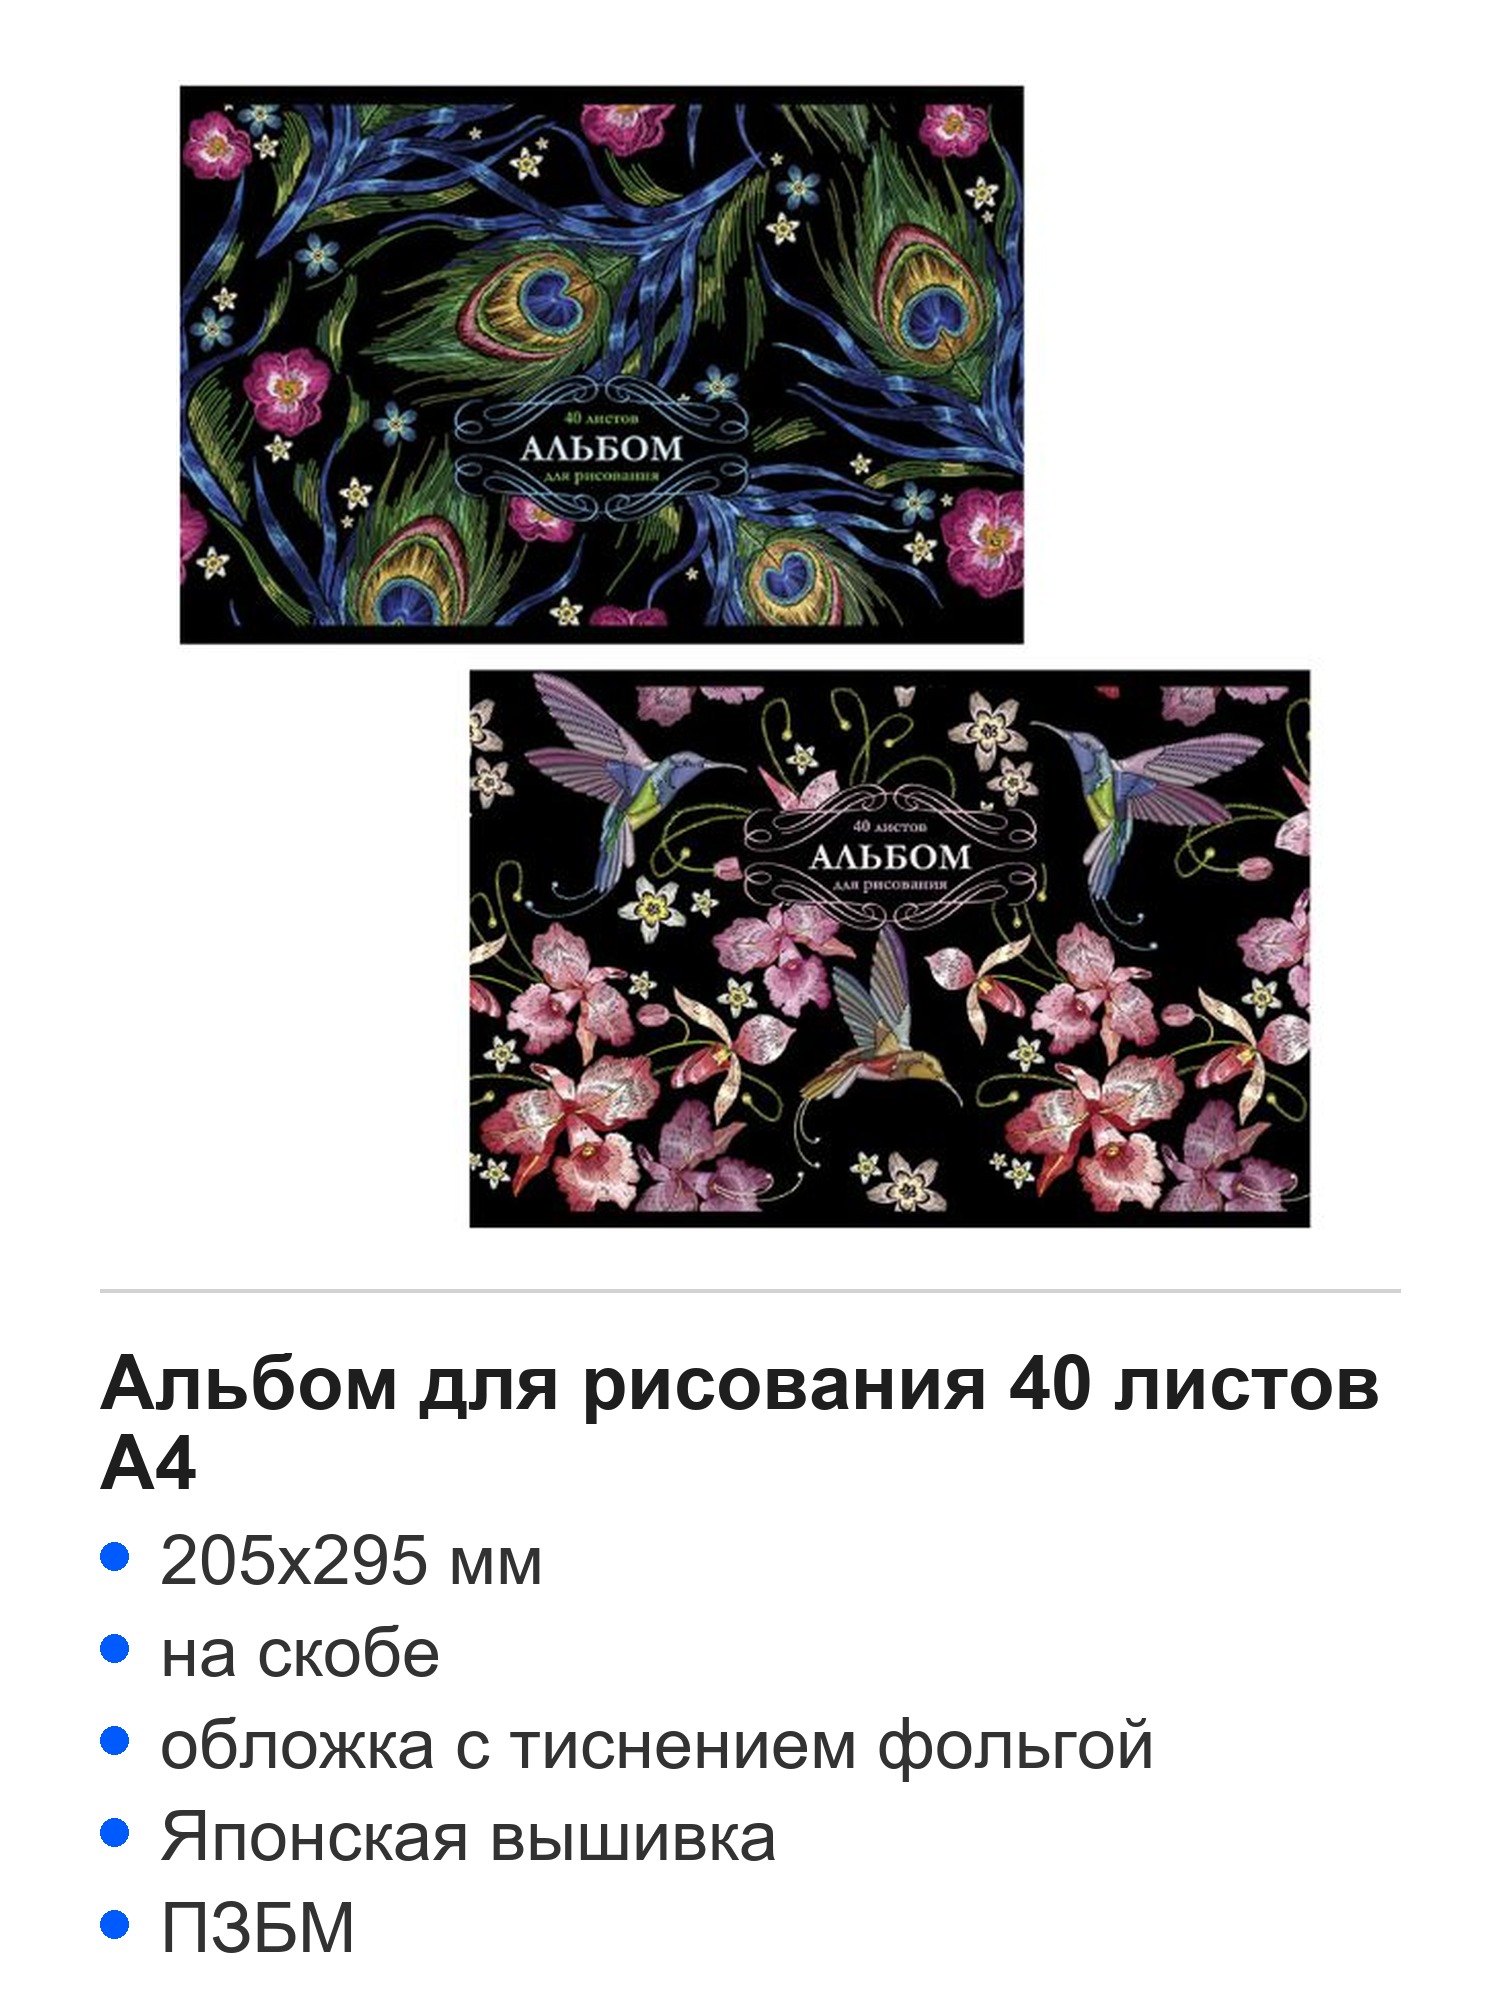 40 листов
АЛЬБОМ
для рисования
40 листов
АЛЬБОМ
для рисования
Альбом для рисования 40 листов
А4
205х295 мм
на скобе
обложка с тиснением фольгой
Японская вышивка
ПЗБМ